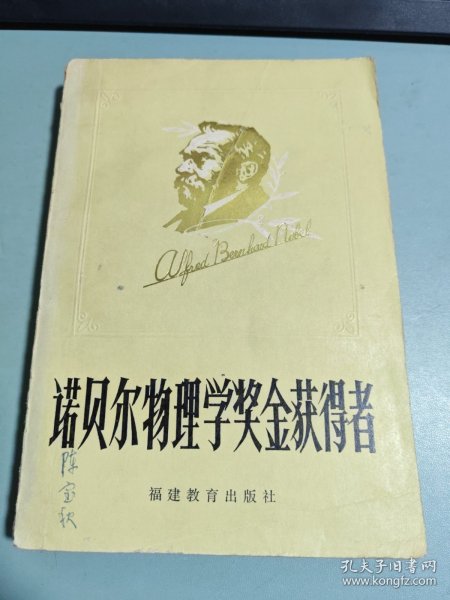 Alfred Bernhard Nobel
诺贝尔物理学奖金获得者
陈宝秋
福建教育出版社
孔夫子旧书网
www.kongfz.com